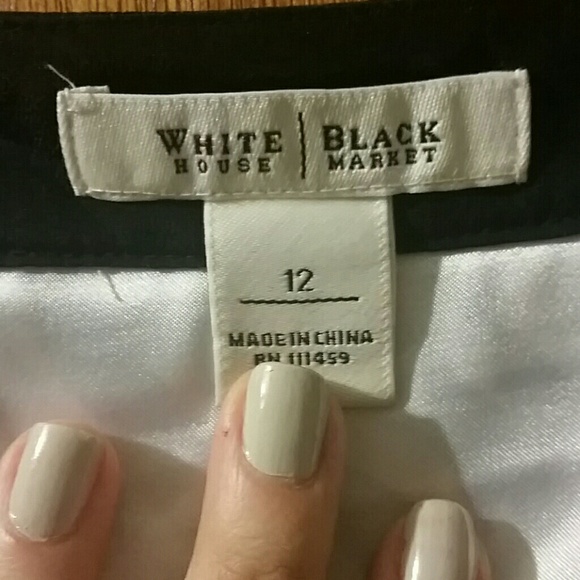 WHITE | BLACK
HOUSE MARKET
12
MADE IN CHINA
RN 111459